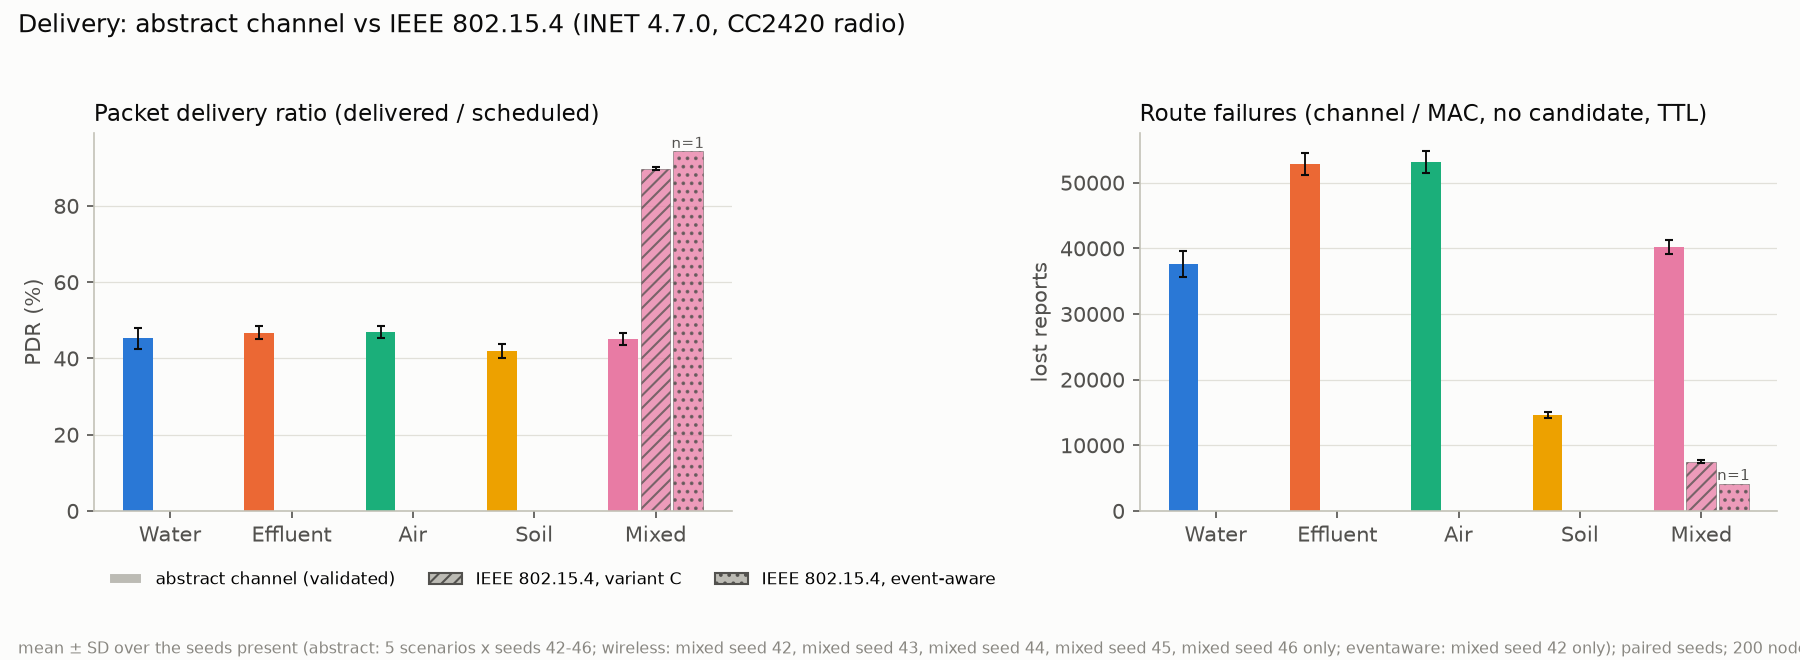 Delivery: abstract channel vs IEEE 802.15.4 (INET 4.7.0, CC2420 radio)
Packet delivery ratio (delivered / scheduled)
n=1
PDR (%)
80
60
40
20
0
Water Effluent Air Soil Mixed
Route failures (channel / MAC, no candidate, TTL)
lost reports
50000
40000
30000
20000
10000
0
n=1
Water Effluent Air Soil Mixed
abstract channel (validated) IEEE 802.15.4, variant C IEEE 802.15.4, event-aware
mean ± SD over the seeds present (abstract: 5 scenarios x seeds 42-46; wireless: mixed seed 42, mixed seed 43, mixed seed 44, mixed seed 45, mixed seed 46 only; eventaware: mixed seed 42 only); paired seeds; 200